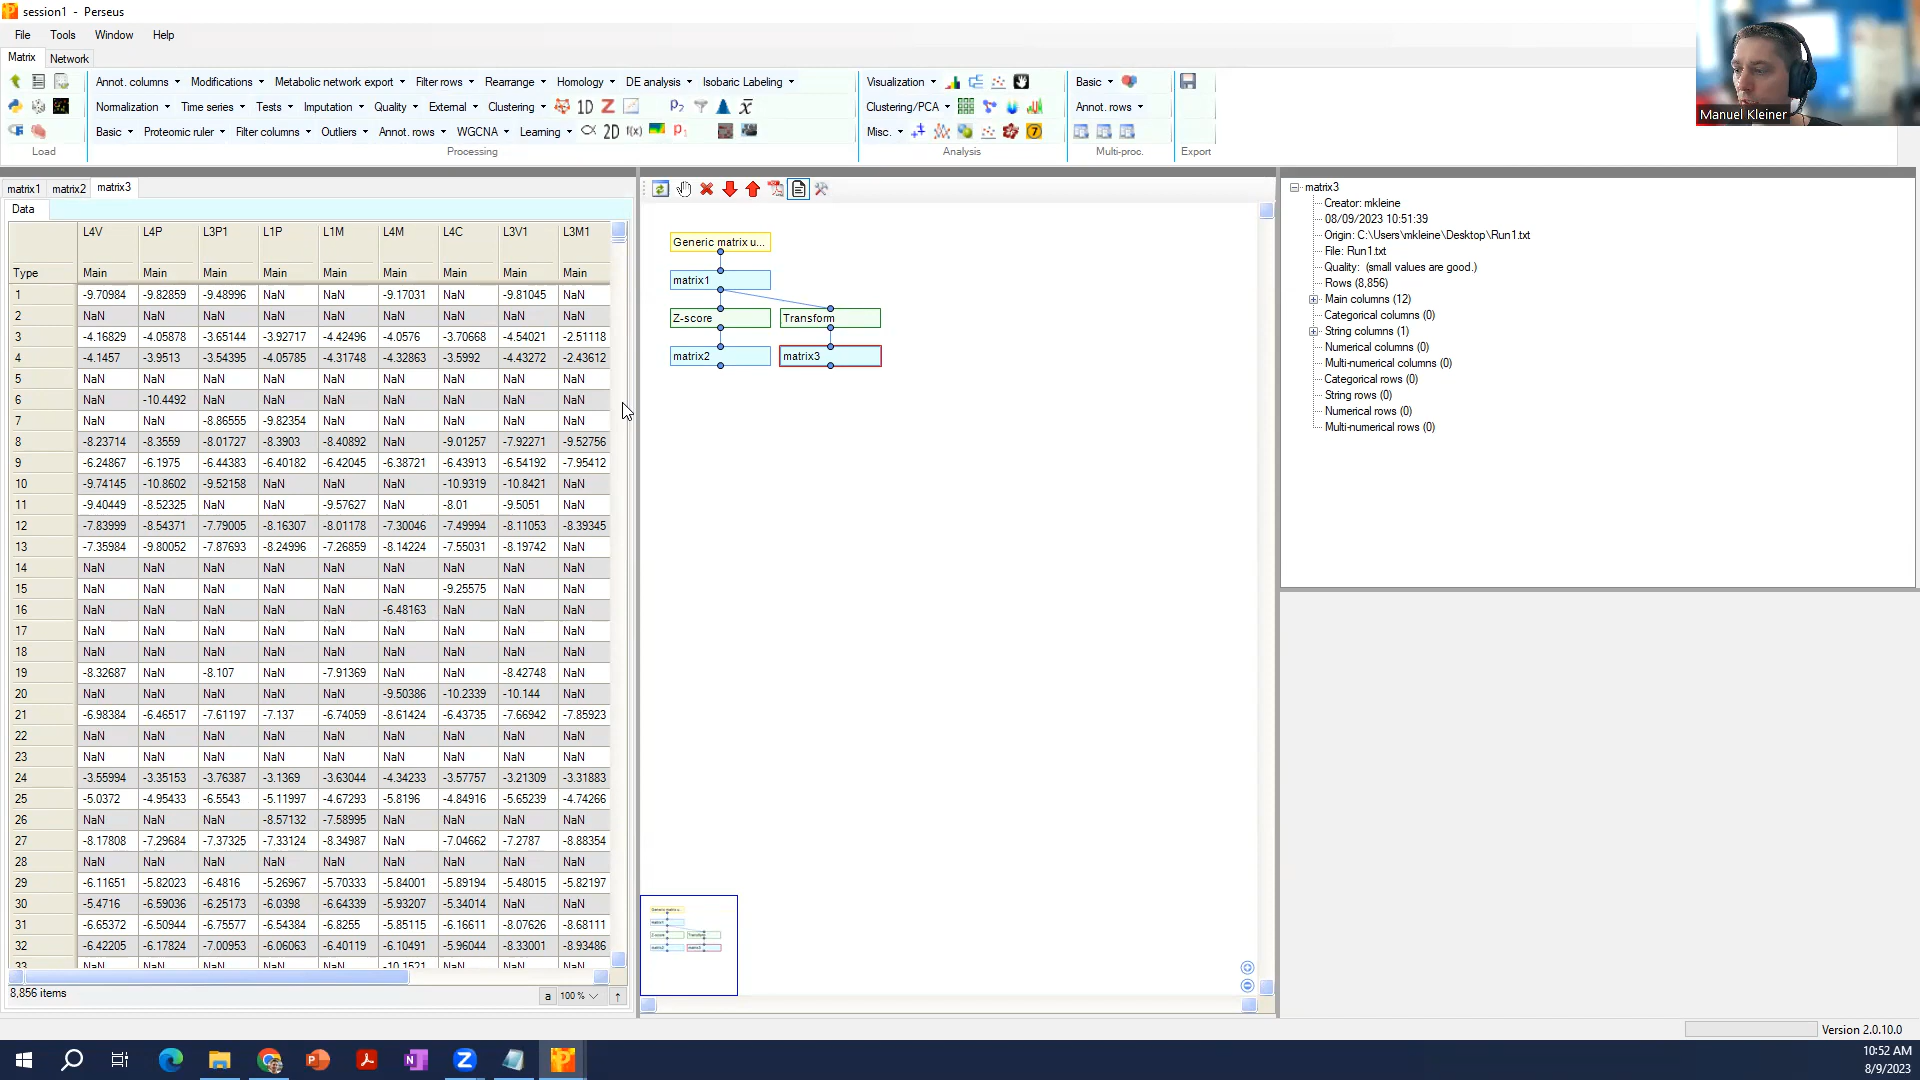 session1 - Perseus
File Tools Window Help
Matrix Network
Annot. columns Modifications Metabolic network export Filter rows Rearrange Homology DE analysis Isobaric Labeling Visualization Basic
Normalization Time series Tests Imputation Quality External Clustering 1D Z P2 x Clustering/PCA Annot. rows
Basic Proteomic ruler Filter columns Outliers Annot. rows WGCNA Learning 2D f(x) P1 Misc. 7
Load Processing Analysis Multi-proc. Export
Manuel Kleiner
matrix1 matrix2 matrix3
Data
L4V L4P L3P1 L1P L1M L4M L4C L3V1 L3M1
Type Main Main Main Main Main Main Main Main Main
1 -9.70984 -9.82859 -9.48996 NaN NaN -9.17031 NaN -9.81045 NaN
2 NaN NaN NaN NaN NaN NaN NaN NaN NaN
3 -4.16829 -4.05878 -3.65144 -3.92717 -4.42496 -4.0576 -3.70668 -4.54021 -2.51118
4 -4.1457 -3.9513 -3.54395 -4.05785 -4.31748 -4.32863 -3.5992 -4.43272 -2.43612
5 NaN NaN NaN NaN NaN NaN NaN NaN NaN
6 NaN -10.4492 NaN NaN NaN NaN NaN NaN NaN
7 NaN NaN -8.86555 -9.82354 NaN NaN NaN NaN NaN
8 -8.23714 -8.3559 -8.01727 -8.3903 -8.40892 NaN -9.01257 -7.92271 -9.52756
9 -6.24867 -6.1975 -6.44383 -6.40182 -6.42045 -6.38721 -6.43913 -6.54192 -7.95412
10 -9.74145 -10.8602 -9.52158 NaN NaN NaN -10.9319 -10.8421 NaN
11 -9.40449 -8.52325 NaN NaN -9.57627 NaN -8.01 -9.5051 NaN
12 -7.83999 -8.54371 -7.79005 -8.16307 -8.01178 -7.30046 -7.49994 -8.11053 -8.39345
13 -7.35984 -9.80052 -7.87693 -8.24996 -7.26859 -8.14224 -7.55031 -8.19742 NaN
14 NaN NaN NaN NaN NaN NaN NaN NaN NaN
15 NaN NaN NaN NaN NaN NaN -9.25575 NaN NaN
16 NaN NaN NaN NaN NaN -6.48163 NaN NaN NaN
17 NaN NaN NaN NaN NaN NaN NaN NaN NaN
18 NaN NaN NaN NaN NaN NaN NaN NaN NaN
19 -8.32687 NaN -8.107 NaN -7.91369 NaN NaN -8.42748 NaN
20 NaN NaN NaN NaN NaN -9.50386 -10.2339 -10.144 NaN
21 -6.98384 -6.46517 -7.61197 -7.137 -6.74059 -8.61424 -6.43735 -7.66942 -7.85923
22 NaN NaN NaN NaN NaN NaN NaN NaN NaN
23 NaN NaN NaN NaN NaN NaN NaN NaN NaN
24 -3.55994 -3.35153 -3.76387 -3.1369 -3.63044 -4.34233 -3.57757 -3.21309 -3.31883
25 -5.0372 -4.95433 -6.5543 -5.11997 -4.67293 -5.8196 -4.84916 -5.65239 -4.74266
26 NaN NaN NaN -8.57132 -7.58995 NaN NaN NaN NaN
27 -8.17808 -7.29684 -7.37325 -7.33124 -8.34987 NaN -7.04662 -7.2787 -8.88354
28 NaN NaN NaN NaN NaN NaN NaN NaN NaN
29 -6.11651 -5.82023 -6.4816 -5.26967 -5.70333 -5.84001 -5.89194 -5.48015 -5.82197
30 -5.4716 -6.59036 -6.25173 -6.0398 -6.64339 -5.93207 -5.34014 NaN NaN
31 -6.65372 -6.50944 -6.75577 -6.54384 -6.8255 -5.85115 -6.16611 -8.07626 -8.68111
32 -6.42205 -6.17824 -7.00953 -6.06063 -6.40119 -6.10491 -5.96044 -8.33001 -8.93486
33 NaN NaN NaN NaN NaN -10.1521 NaN NaN NaN
8,856 items a 100 %
Generic matrix u...
matrix1
Z-score Transform
matrix2 matrix3
Generic matrix u...
matrix1
Z-score Transform
matrix2 matrix3
matrix3
Creator: mkleine
08/09/2023 10:51:39
Origin: C:\Users\mkleine\Desktop\Run1.txt
File: Run1.txt
Quality: (small values are good.)
Rows (8,856)
Main columns (12)
Categorical columns (0)
String columns (1)
Numerical columns (0)
Multi-numerical columns (0)
Categorical rows (0)
String rows (0)
Numerical rows (0)
Multi-numerical rows (0)
Version 2.0.10.0
10:52 AM
8/9/2023